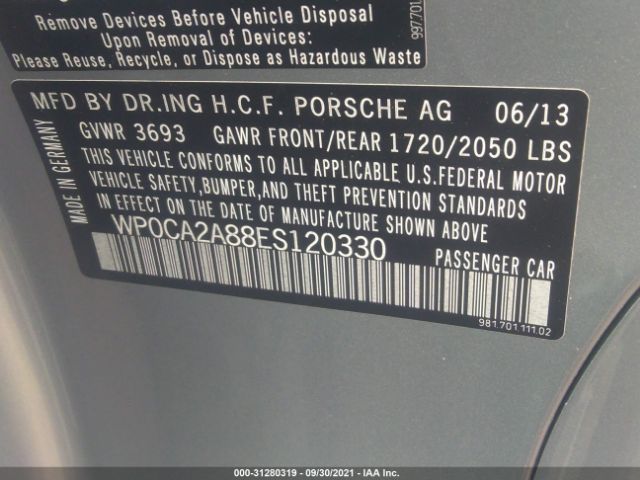 Remove Devices Before Vehicle Disposal
Upon Removal of Devices:
Please Reuse, Recycle, or Dispose as Hazardous Waste
997.701
MADE IN GERMANY
MFD BY DR.ING H.C.F. PORSCHE AG 06/13
GVWR 3693 GAWR FRONT/REAR 1720/2050 LBS
THIS VEHICLE CONFORMS TO ALL APPLICABLE U.S.FEDERAL MOTOR
VEHICLE SAFETY,BUMPER,AND THEFT PREVENTION STANDARDS
IN EFFECT ON THE DATE OF MANUFACTURE SHOWN ABOVE
WP0CA2A88ES120330
PASSENGER CAR
981.701.111.02
000-31280319 - 09/30/2021 - IAA Inc.